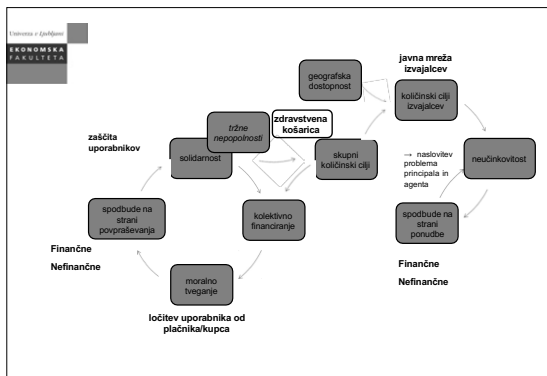 Univerza v Ljubljani
EKONOMSKA
FAKULTETA
javna mreža
izvajalcev
geografska
dostopnost
količinski cilji
izvajalcev
zaščita
uporabnikov
tržne
nepopolnosti
zdravstvena
košarica
solidarnost
skupni
količinski cilji
→ naslovitev
problema
principala in
agenta
neučinkovitost
spodbude na
strani
povpraševanja
kolektivno
financiranje
spodbude na
strani
ponudbe
Finančne
Nefinančne
Finančne
Nefinančne
moralno
tveganje
ločitev uporabnika od
plačnika/kupca